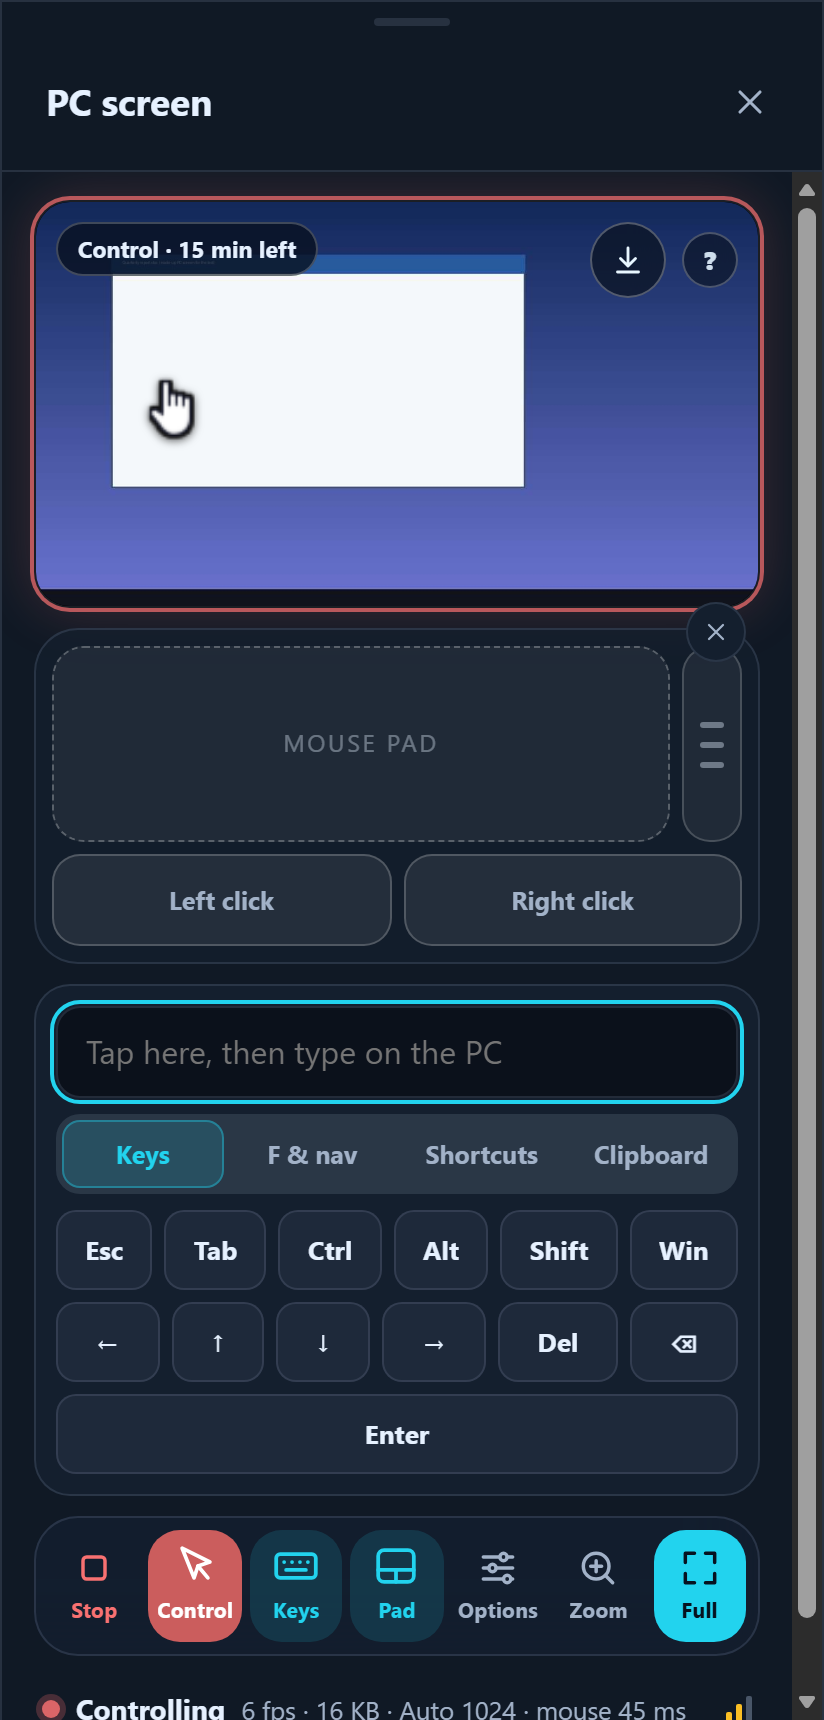 PC screen
Control · 15 min left
?
MOUSE PAD
Left click Right click
Tap here, then type on the PC
Keys F & nav Shortcuts Clipboard
Esc Tab Ctrl Alt Shift Win
← ↑ ↓ → Del ⌫
Enter
Stop Control Keys Pad Options Zoom Full
Controlling 6 fps · 16 KB · Auto 1024 · mouse 45 ms